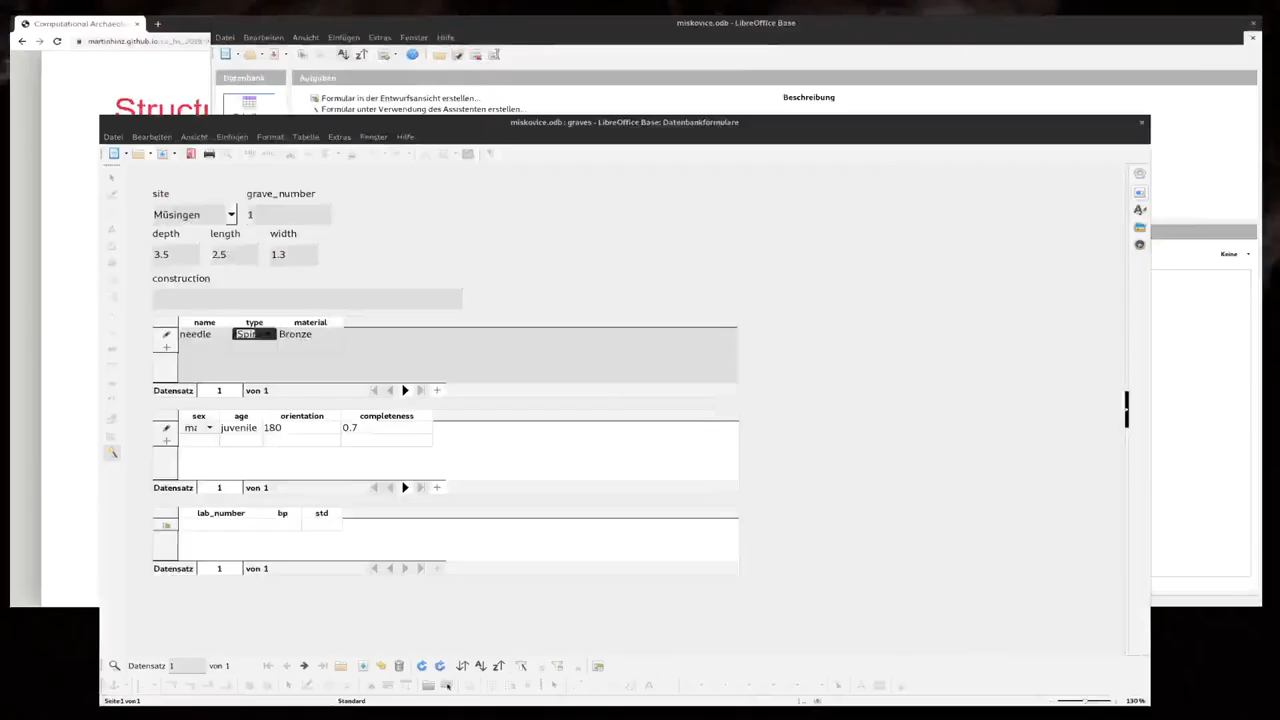 Computational Archaeolo
miskovice.odb - LibreOffice Base
martinhinz.github.io
Datei Bearbeiten Ansicht Einfügen Extras Fenster Hilfe
Datenbank
Aufgaben
Formular in der Entwurfsansicht erstellen...
Beschreibung
Formular unter Verwendung des Assistenten erstellen...
Structu
miskovice.odb : graves - LibreOffice Base: Datenbankformulare
Datei Bearbeiten Ansicht Einfügen Format Tabelle Extras Fenster Hilfe
site grave_number
Müsingen 1
depth length width
3.5 2.5 1.3
construction
name type material
needle Spir Bronze
Datensatz 1 von 1
sex age orientation completeness
ma juvenile 180 0.7
Datensatz 1 von 1
lab_number bp std
Datensatz 1 von 1
Keine
Datensatz 1 von 1
Seite 1 von 1 Standard 130 %